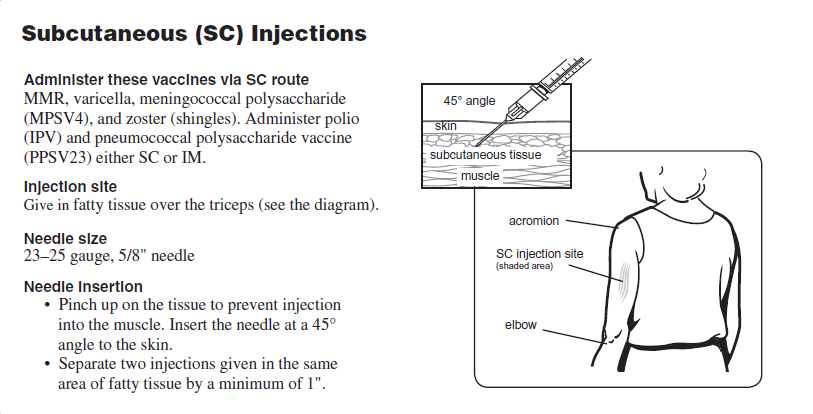 Subcutaneous (SC) Injections
Administer these vaccines via SC route
MMR, varicella, meningococcal polysaccharide
(MPSV4), and zoster (shingles). Administer polio
(IPV) and pneumococcal polysaccharide vaccine
(PPSV23) either SC or IM.
Injection site
Give in fatty tissue over the triceps (see the diagram).
Needle size
23–25 gauge, 5/8" needle
Needle Insertion
• Pinch up on the tissue to prevent injection
into the muscle. Insert the needle at a 45°
angle to the skin.
• Separate two injections given in the same
area of fatty tissue by a minimum of 1".
45° angle
skin
subcutaneous tissue
muscle
acromion
SC injection site
(shaded area)
elbow